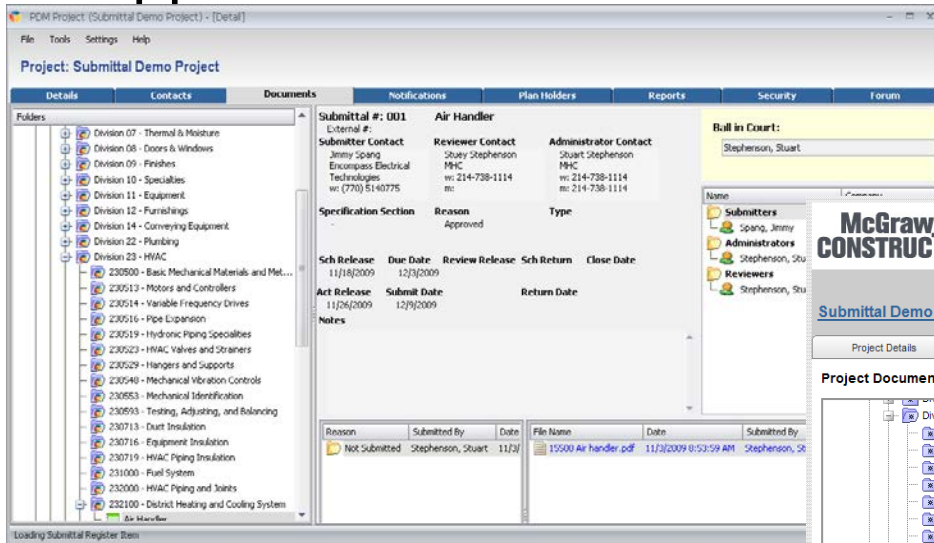 PDM Project (Submittal Demo Project) - [Detail]
File Tools Settings Help
Project: Submittal Demo Project
Details Contacts Documents Notifications Plan Holders Reports Security Forum
Folders
Division 07 - Thermal & Moisture
Division 08 - Doors & Windows
Division 09 - Finishes
Division 10 - Specialties
Division 11 - Equipment
Division 12 - Furnishings
Division 14 - Conveying Equipment
Division 22 - Plumbing
Division 23 - HVAC
230500 - Basic Mechanical Materials and Met...
230513 - Motors and Controllers
230514 - Variable Frequency Drives
230516 - Pipe Expansion
230519 - Hydronic Piping Specialities
230523 - HVAC Valves and Strainers
230529 - Hangers and Supports
230548 - Mechanical Vibration Controls
230553 - Mechanical Identification
230593 - Testing, Adjusting, and Balancing
230713 - Duct Insulation
230716 - Equipment Insulation
230719 - HVAC Piping Insulation
231000 - Fuel System
232000 - HVAC Piping and Joints
232100 - District Heating and Cooling System
Air Handler
Submittal #: 001 Air Handler
External #:
Submitter Contact Reviewer Contact Administrator Contact
Jimmy Spang Stuey Stephenson Stuart Stephenson
Encompass Electrical MHC MHC
Technologies w: 214-738-1114 w: 214-738-1114
w: (770) 5140775 m: m: 214-738-1114
Specification Section Reason Type
- Approved
Sch Release Due Date Review Release Sch Return Close Date
11/18/2009 12/3/2009
Act Release Submit Date Return Date
11/26/2009 12/9/2009
Notes
Reason Submitted By Date
Not Submitted Stephenson, Stuart 11/3/
File Name Date Submitted By
15500 Air handler.pdf 11/3/2009 8:53:59 AM Stephenson, St
Ball in Court:
Stephenson, Stuart
Name Company
Submitters
Spang, Jimmy
Administrators
Stephenson, Stu
Reviewers
Stephenson, Stu
McGraw
CONSTRUC
Submittal Demo
Project Details
Project Documen
Div
Loading Submittal Register Item